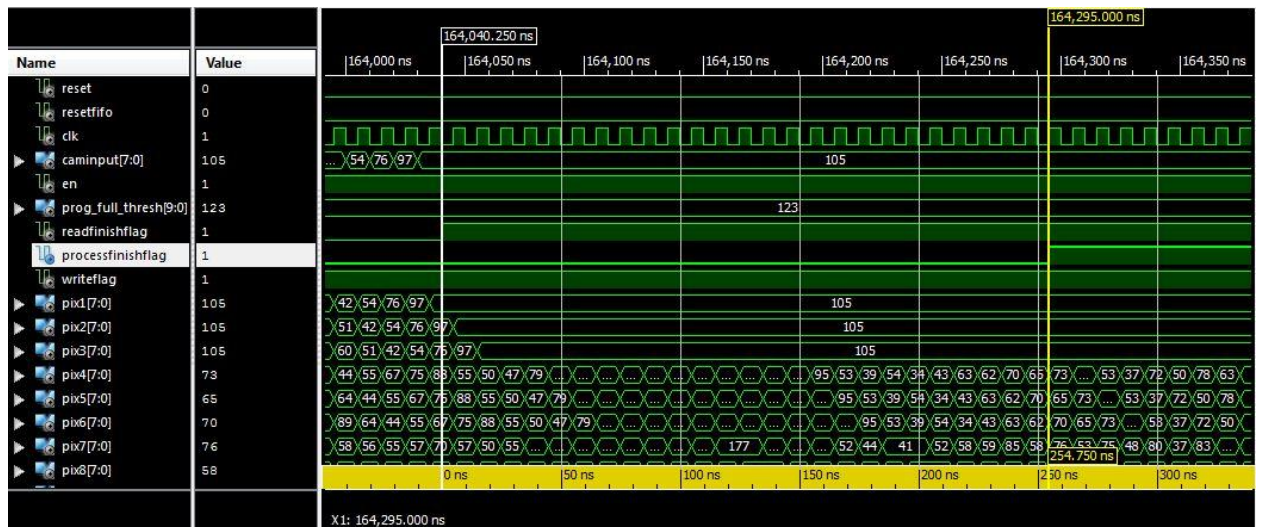 164,295.000 ns
164,040.250 ns
Name Value |164,000 ns |164,050 ns |164,100 ns |164,150 ns |164,200 ns |164,250 ns |164,300 ns |164,350 ns
reset 0
resetfifo 0
clk 1
caminput[7:0] 105 ... 54 76 97 105
en 1
prog_full_thresh[9:0] 123 123
readfinishflag 1
processfinishflag 1
writeflag 1
pix1[7:0] 105 42 54 76 97 105
pix2[7:0] 105 51 42 54 76 97 105
pix3[7:0] 105 60 51 42 54 76 97 105
pix4[7:0] 73 44 55 67 75 88 55 50 47 79 ... ... ... ... ... ... ... ... ... ... 95 53 39 54 34 43 63 62 70 65 73 ... 53 37 72 50 78 63
pix5[7:0] 65 64 44 55 67 75 88 55 50 47 79 ... ... ... ... ... ... ... ... ... ... 95 53 39 54 34 43 63 62 70 65 73 ... 53 37 72 50 78
pix6[7:0] 70 89 64 44 55 67 75 88 55 50 47 79 ... ... ... ... ... ... ... ... ... ... 95 53 39 54 34 43 63 62 70 65 73 ... 53 37 72 50
pix7[7:0] 76 58 56 55 57 70 57 50 55 ... ... ... ... ... ... 177 ... ... 52 44 41 52 58 59 85 58 76 53 75 48 80 37 83 ...
pix8[7:0] 58
254.750 ns
0 ns |50 ns |100 ns |150 ns |200 ns |250 ns |300 ns
X1: 164,295.000 ns